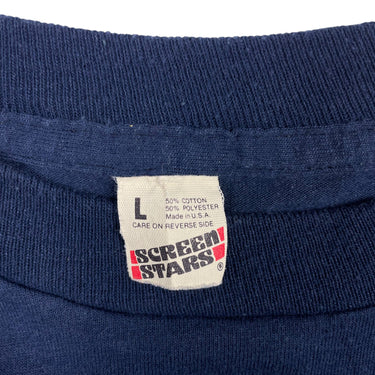 L
50% COTTON
50% POLYESTER
Made in U.S.A.
CARE ON REVERSE SIDE
SCREEN
STARS ®